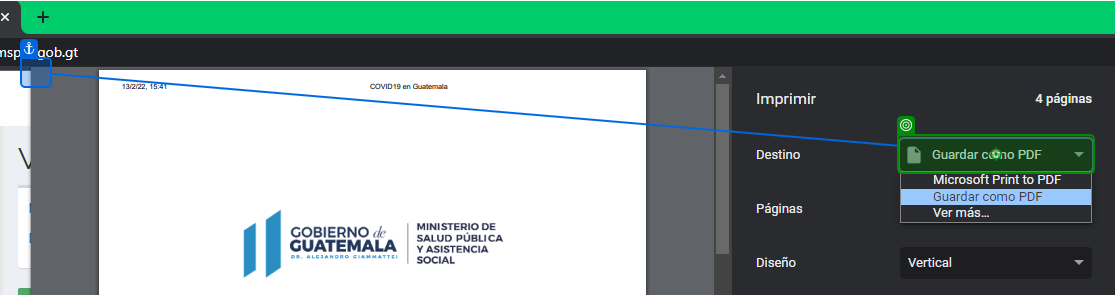 gob.gt
13/2/22, 15:41 COVID19 en Guatemala
Imprimir 4 páginas
Destino Guardar como PDF
Microsoft Print to PDF
Guardar como PDF
Ver más...
Páginas
GOBIERNO de
GUATEMALA
DR. ALEJANDRO GIAMMATTEI
MINISTERIO DE
SALUD PÚBLICA
Y ASISTENCIA
SOCIAL
Diseño Vertical